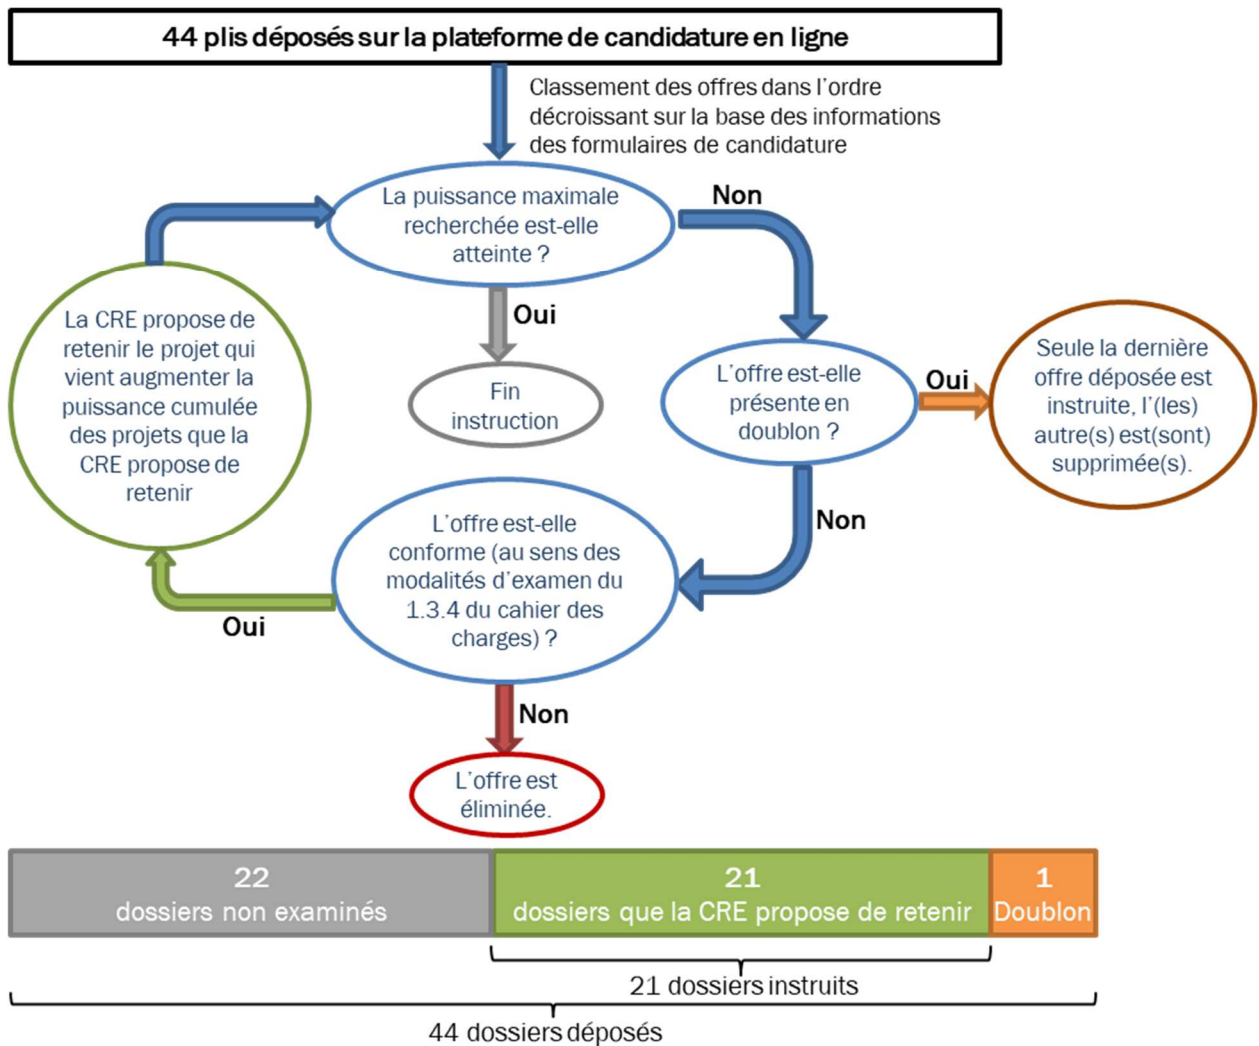 44 plis déposés sur la plateforme de candidature en ligne
Classement des offres dans l'ordre
décroissant sur la base des informations
des formulaires de candidature
La puissance maximale
recherchée est-elle
atteinte ?
Non
Oui
La CRE propose de
retenir le projet qui
vient augmenter la
puissance cumulée
des projets que la
CRE propose de
retenir
Fin
instruction
L'offre est-elle
présente en
doublon ?
Oui
Seule la dernière
offre déposée est
instruite, l'(les)
autre(s) est(sont)
supprimée(s).
Non
L'offre est-elle
conforme (au sens des
modalités d'examen du
1.3.4 du cahier des
charges) ?
Oui
Non
L'offre est
éliminée.
22
dossiers non examinés
21
dossiers que la CRE propose de retenir
1
Doublon
21 dossiers instruits
44 dossiers déposés